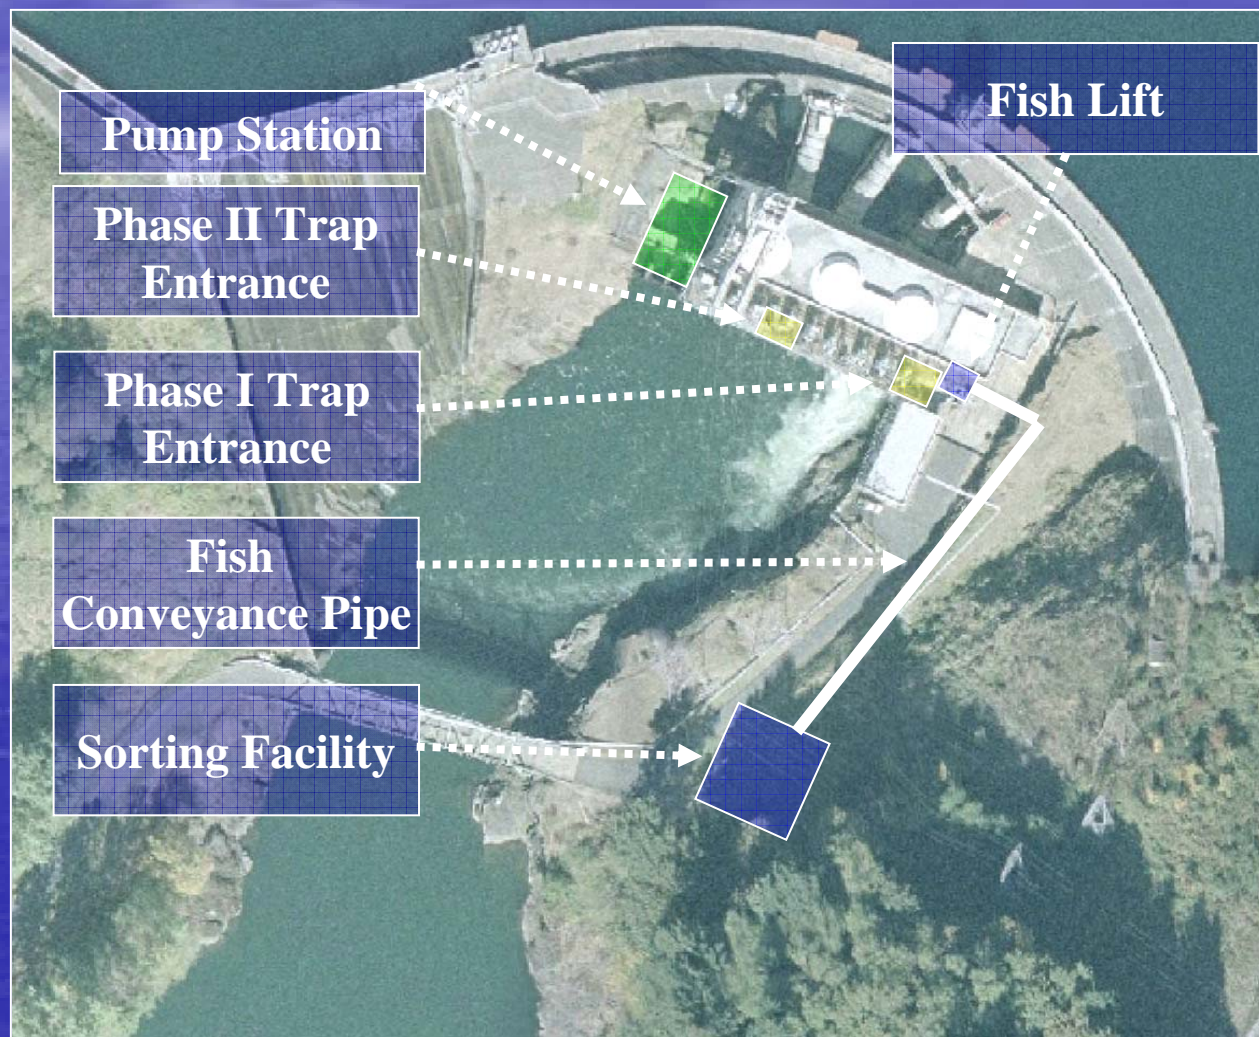 Fish Lift
Pump Station
Phase II Trap
Entrance
Phase I Trap
Entrance
Fish
Conveyance Pipe
Sorting Facility